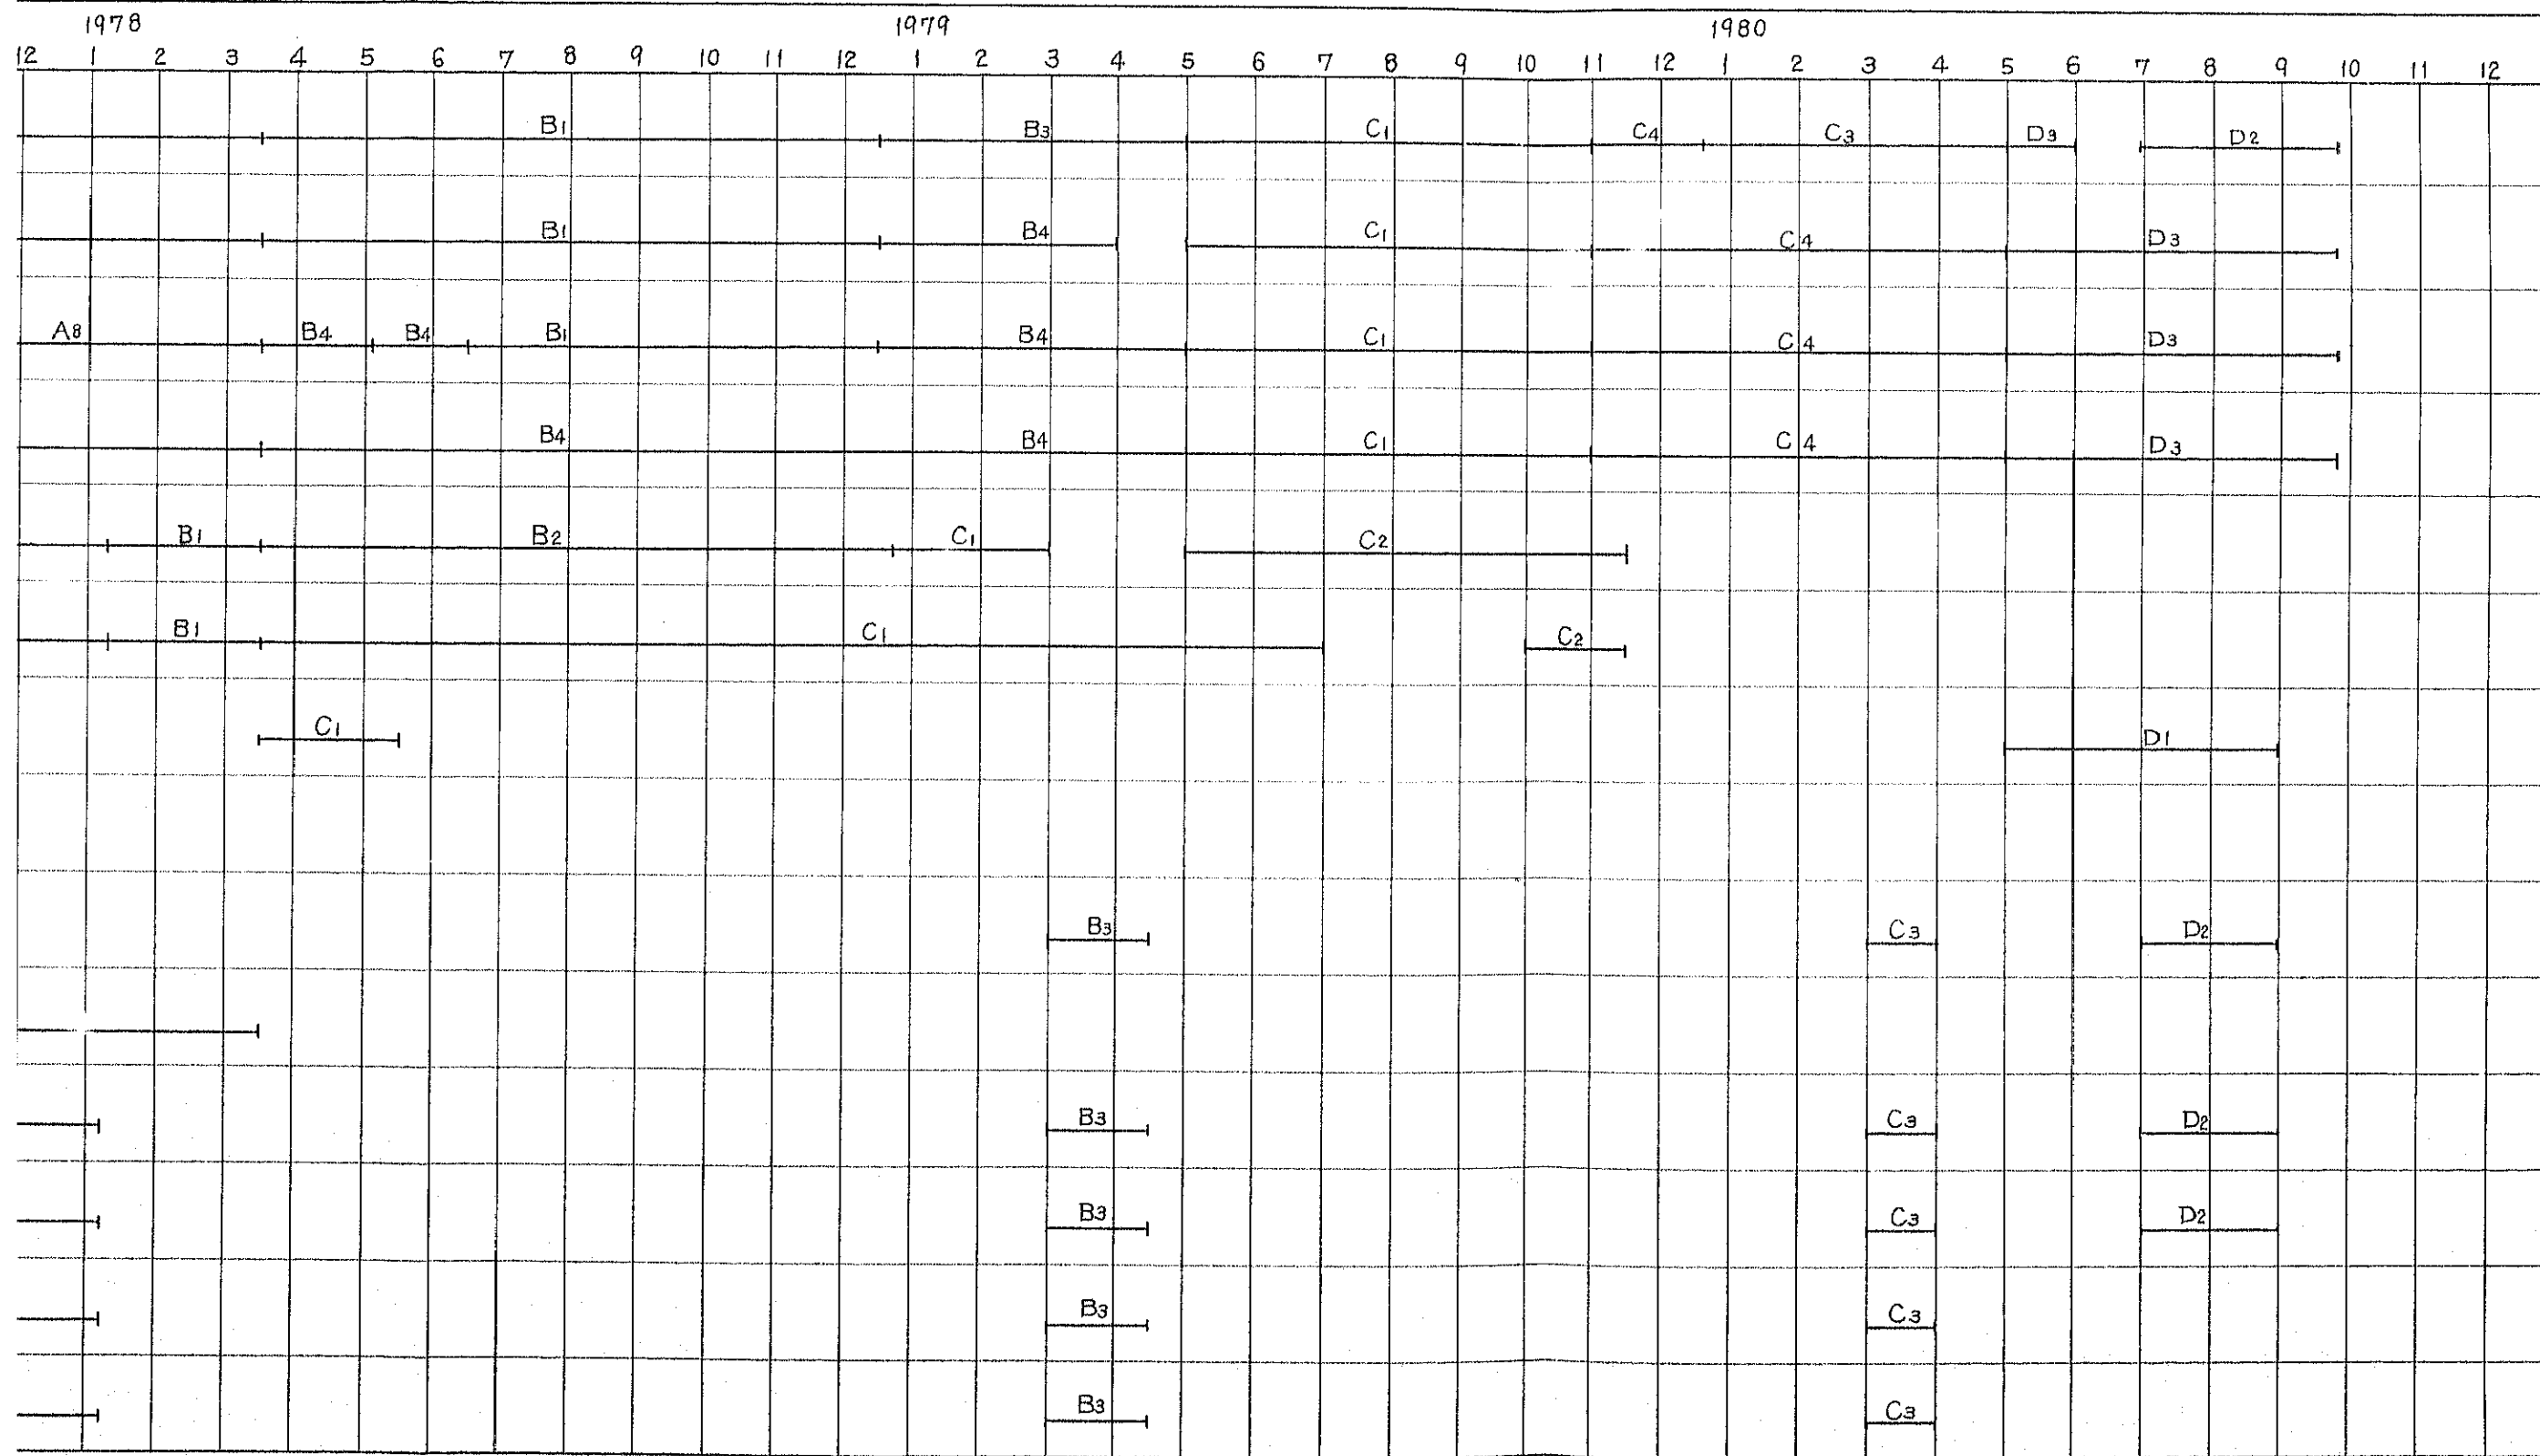 1978 1979 1980
12 1 2 3 4 5 6 7 8 9 10 11 12 1 2 3 4 5 6 7 8 9 10 11 12 1 2 3 4 5 6 7 8 9 10 11 12
B1 B3 C1 C4 C3 D3 D2
B1 B4 C1 C4 D3
A8 B4 B4 B1 B4 C1 C4 D3
B4 B4 C1 C4 D3
B1 B2 C1 C2
B1 C1 C2
C1 D1
B3 C3 D2
B3 C3 D2
B3 C3 D2
B3 C3
B3 C3